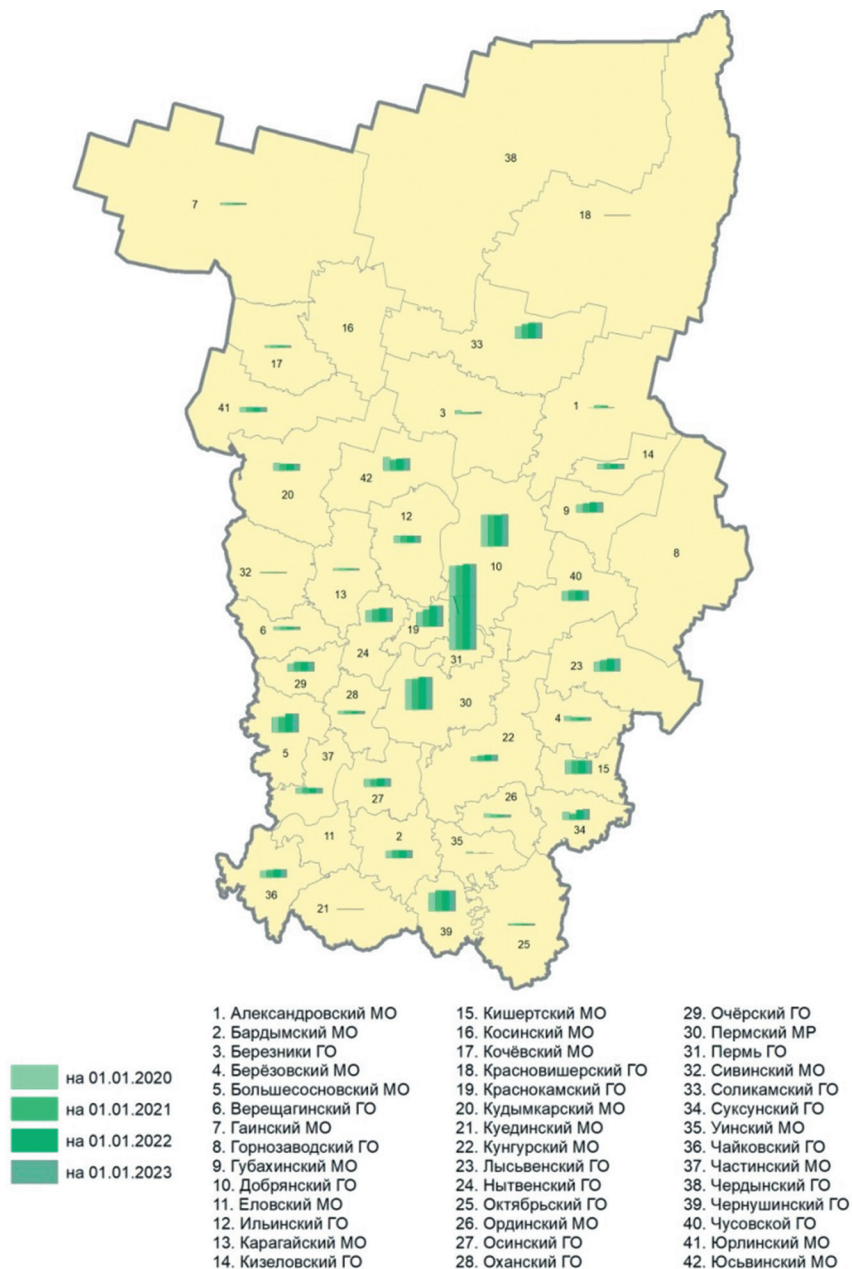 38
7
18
16
33
17
41
3
1
14
42
20
12
9
10
8
32
13
40
6
19
24
31
29
23
28
30
4
22
5
37
15
27
26
34
11
2
35
36
21
39
25
1. Александровский МО
2. Бардымский МО
3. Березники ГО
4. Берёзовский МО
5. Большесосновский МО
6. Верещагинский ГО
7. Гаинский МО
8. Горнозаводский ГО
9. Губахинский МО
10. Добрянский ГО
11. Еловский МО
12. Ильинский ГО
13. Карагайский МО
14. Кизеловский ГО
15. Кишертский МО
16. Косинский МО
17. Кочёвский МО
18. Красновишерский ГО
19. Краснокамский ГО
20. Кудымкарский МО
21. Куединский МО
22. Кунгурский МО
23. Лысьвенский ГО
24. Нытвенский ГО
25. Октябрьский ГО
26. Ординский МО
27. Осинский ГО
28. Оханский ГО
29. Очёрский ГО
30. Пермский МР
31. Пермь ГО
32. Сивинский МО
33. Соликамский ГО
34. Суксунский ГО
35. Уинский МО
36. Чайковский ГО
37. Частинский МО
38. Чердынский ГО
39. Чернушинский ГО
40. Чусовской ГО
41. Юрлинский МО
42. Юсьвинский МО
на 01.01.2020
на 01.01.2021
на 01.01.2022
на 01.01.2023